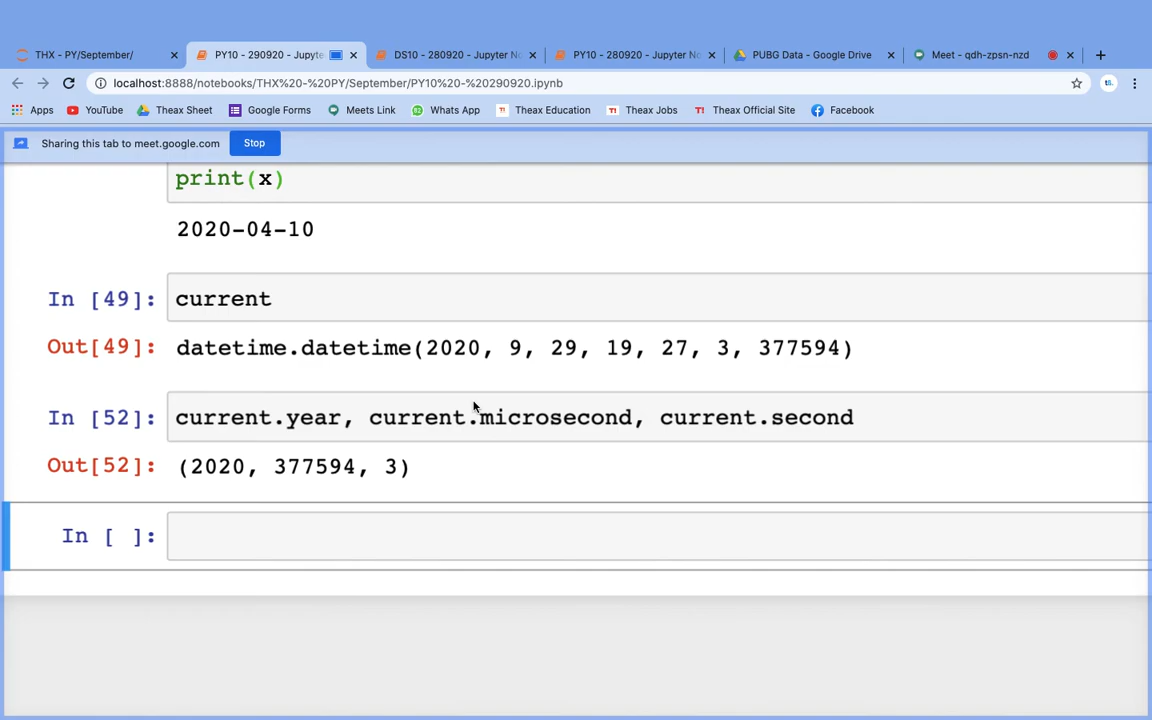 THX - PY/September/
PY10 - 290920 - Jupyte
DS10 - 280920 - Jupyter No
PY10 - 280920 - Jupyter No
PUBG Data - Google Drive
Meet - qdh-zpsn-nzd
localhost:8888/notebooks/THX%20-%20PY/September/PY10%20-%20290920.ipynb
Apps YouTube Theax Sheet Google Forms Meets Link Whats App Theax Education Theax Jobs Theax Official Site Facebook
Sharing this tab to meet.google.com Stop
print(x)
2020-04-10
In [49]: current
Out[49]: datetime.datetime(2020, 9, 29, 19, 27, 3, 377594)
In [52]: current.year, current.microsecond, current.second
Out[52]: (2020, 377594, 3)
In [ ]: